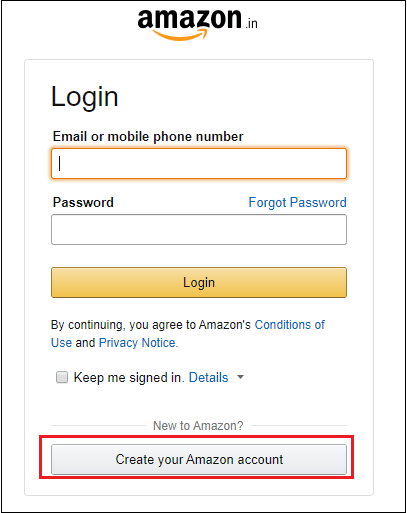 amazon.in
Login
Email or mobile phone number
Password Forgot Password
Login
By continuing, you agree to Amazon's Conditions of
Use and Privacy Notice.
Keep me signed in. Details
New to Amazon?
Create your Amazon account